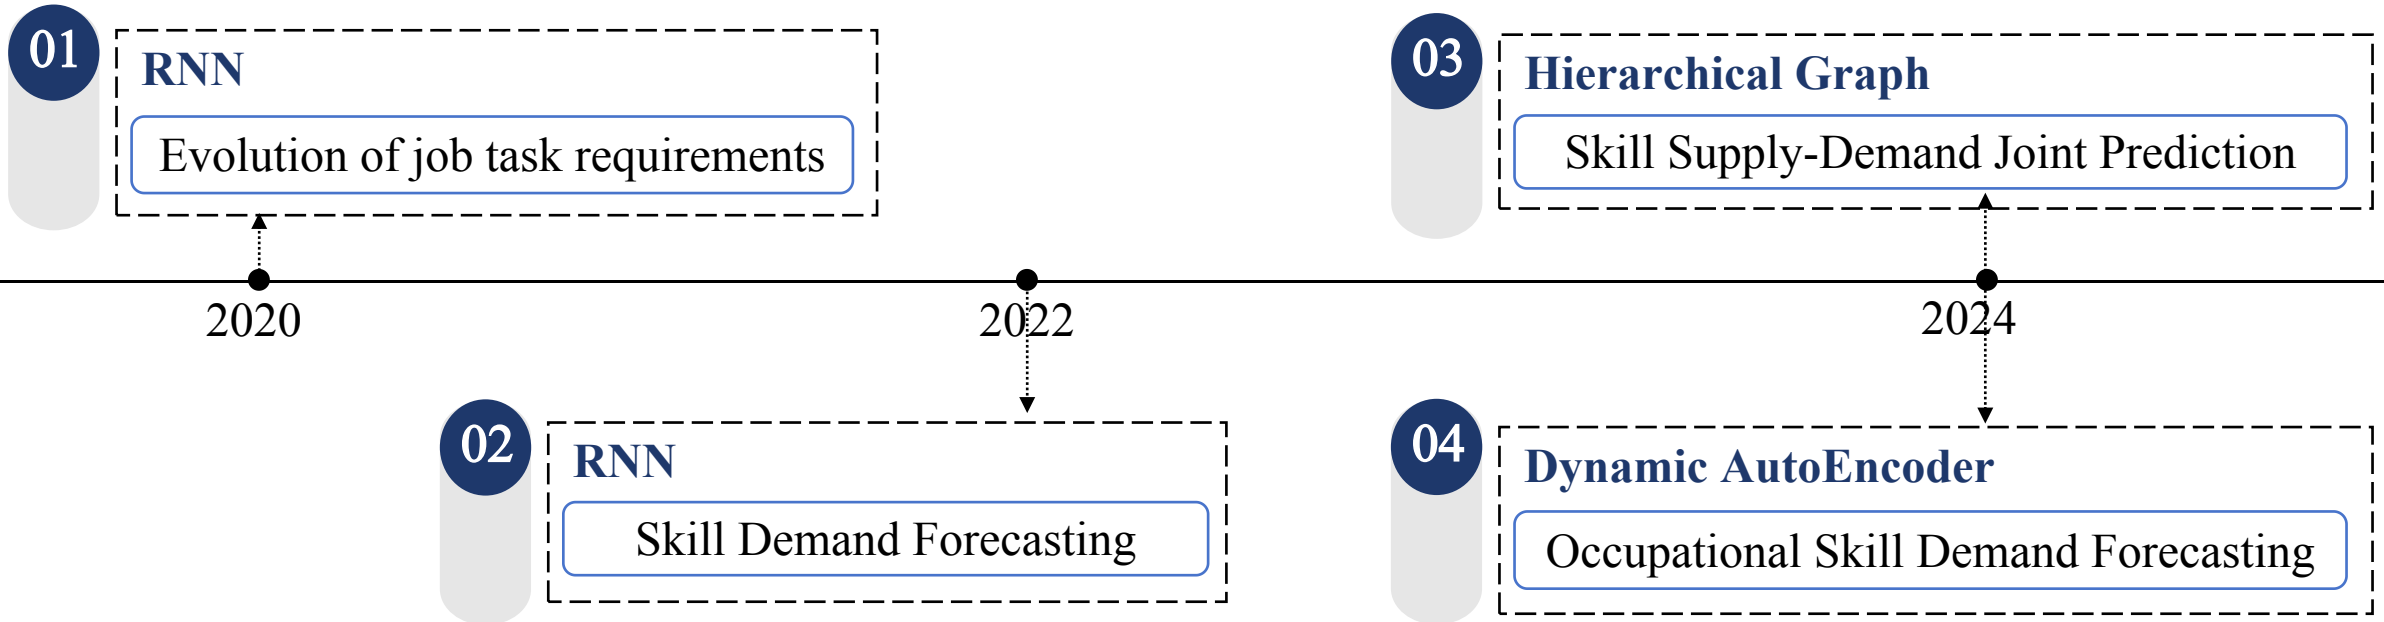 01
RNN
Evolution of job task requirements
03
Hierarchical Graph
Skill Supply-Demand Joint Prediction
2020
2022
2024
02
RNN
Skill Demand Forecasting
04
Dynamic AutoEncoder
Occupational Skill Demand Forecasting